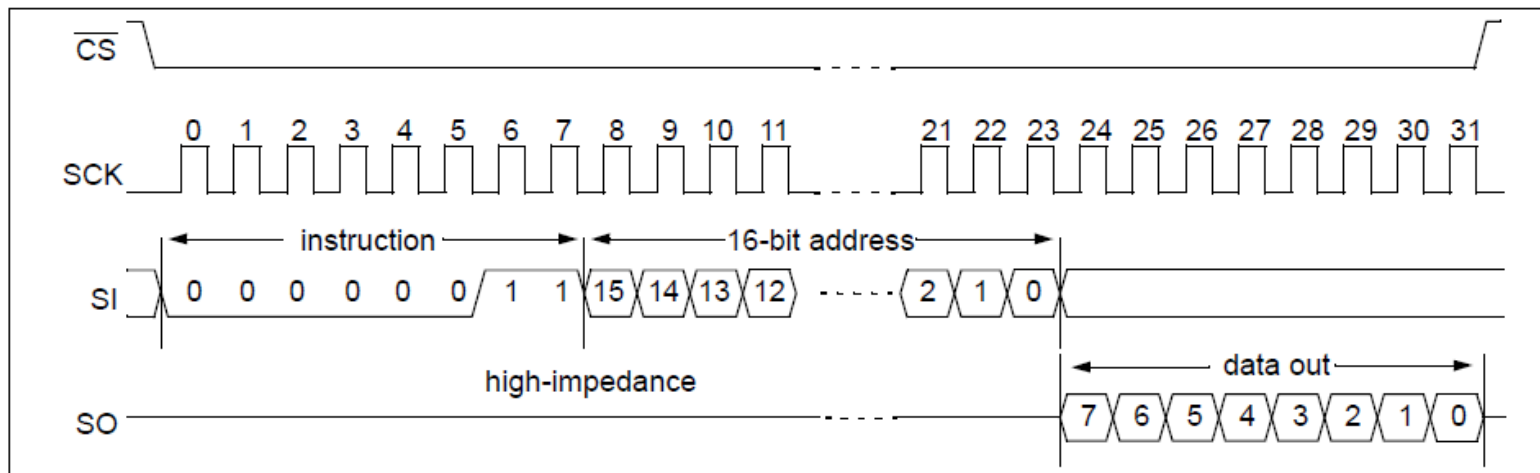 CS
0 1 2 3 4 5 6 7 8 9 10 11 21 22 23 24 25 26 27 28 29 30 31
SCK
instruction 16-bit address
SI 0 0 0 0 0 0 1 1 15 14 13 12 2 1 0
data out
high-impedance
SO 7 6 5 4 3 2 1 0